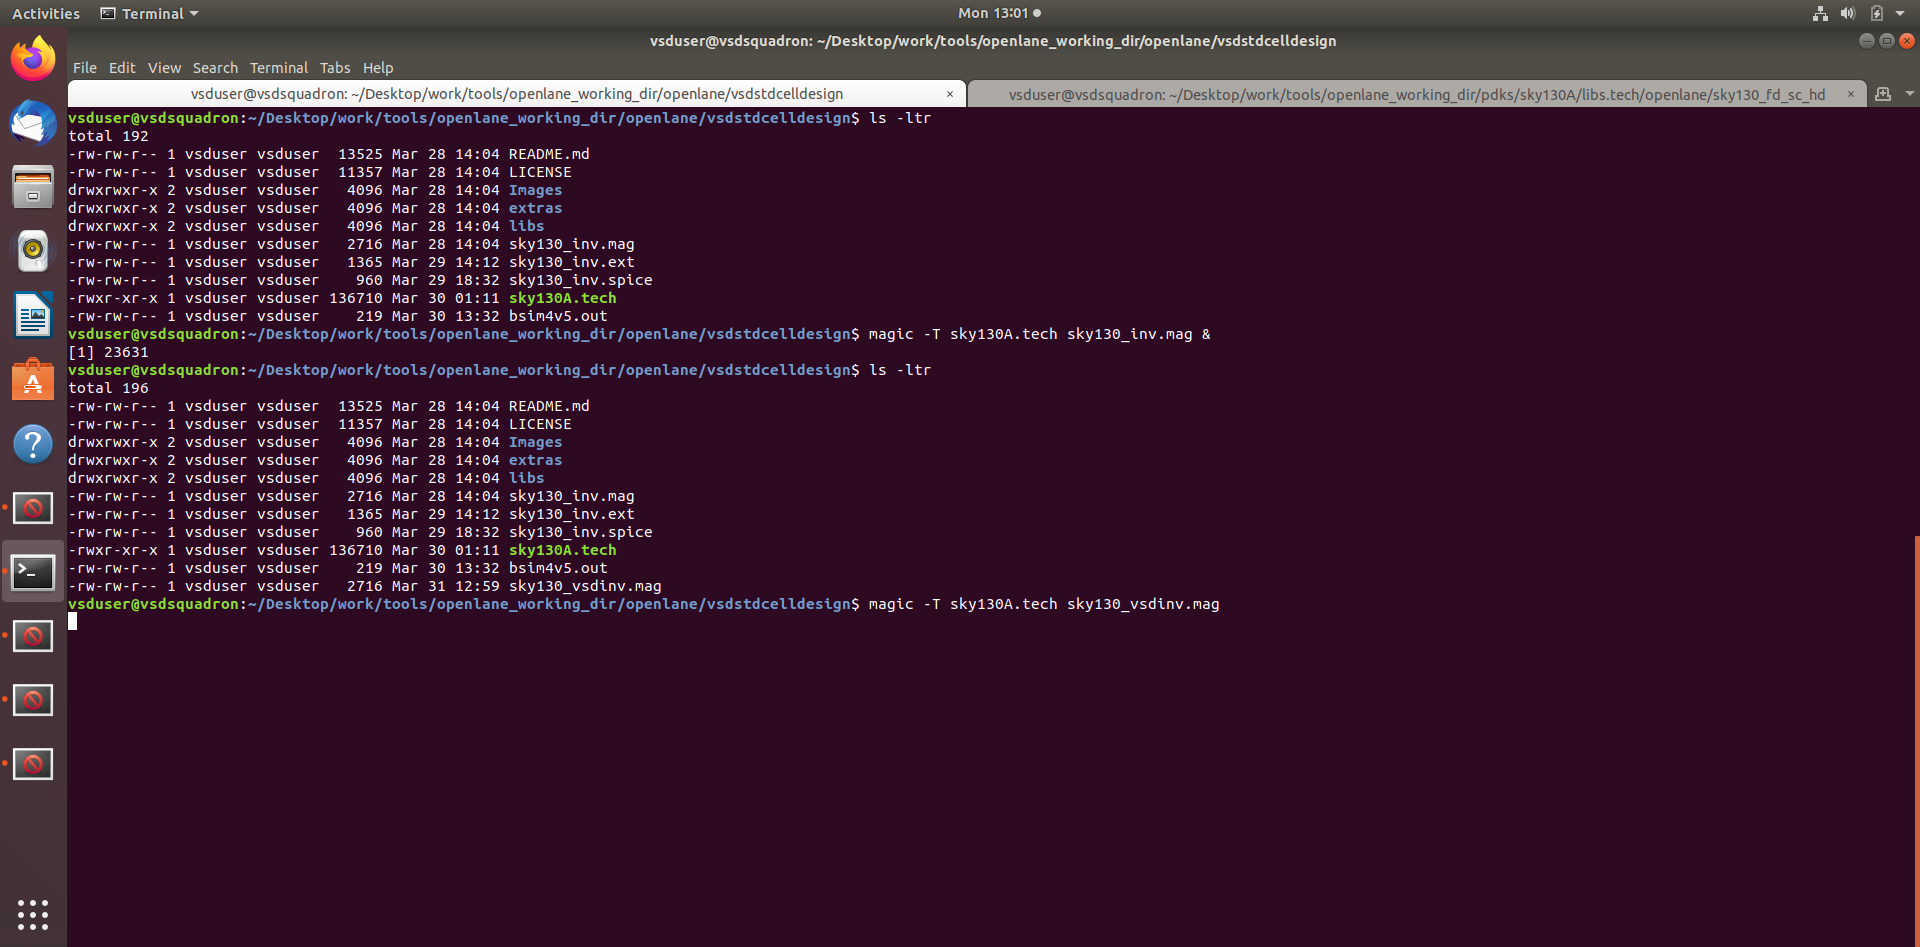 Activities Terminal Mon 13:01
vsduser@vsdsquadron: ~/Desktop/work/tools/openlane_working_dir/openlane/vsdstdcelldesign
File Edit View Search Terminal Tabs Help
vsduser@vsdsquadron: ~/Desktop/work/tools/openlane_working_dir/openlane/vsdstdcelldesign × vsduser@vsdsquadron: ~/Desktop/work/tools/openlane_working_dir/pdks/sky130A/libs.tech/openlane/sky130_fd_sc_hd ×
vsduser@vsdsquadron:~/Desktop/work/tools/openlane_working_dir/openlane/vsdstdcelldesign$ ls -ltr
total 192
-rw-rw-r-- 1 vsduser vsduser  13525 Mar 28 14:04 README.md
-rw-rw-r-- 1 vsduser vsduser  11357 Mar 28 14:04 LICENSE
drwxrwxr-x 2 vsduser vsduser   4096 Mar 28 14:04 Images
drwxrwxr-x 2 vsduser vsduser   4096 Mar 28 14:04 extras
drwxrwxr-x 2 vsduser vsduser   4096 Mar 28 14:04 libs
-rw-rw-r-- 1 vsduser vsduser   2716 Mar 28 14:04 sky130_inv.mag
-rw-rw-r-- 1 vsduser vsduser   1365 Mar 29 14:12 sky130_inv.ext
-rw-rw-r-- 1 vsduser vsduser    960 Mar 29 18:32 sky130_inv.spice
-rwxr-xr-x 1 vsduser vsduser 136710 Mar 30 01:11 sky130A.tech
-rw-rw-r-- 1 vsduser vsduser    219 Mar 30 13:32 bsim4v5.out
vsduser@vsdsquadron:~/Desktop/work/tools/openlane_working_dir/openlane/vsdstdcelldesign$ magic -T sky130A.tech sky130_inv.mag &
[1] 23631
vsduser@vsdsquadron:~/Desktop/work/tools/openlane_working_dir/openlane/vsdstdcelldesign$ ls -ltr
total 196
-rw-rw-r-- 1 vsduser vsduser  13525 Mar 28 14:04 README.md
-rw-rw-r-- 1 vsduser vsduser  11357 Mar 28 14:04 LICENSE
drwxrwxr-x 2 vsduser vsduser   4096 Mar 28 14:04 Images
drwxrwxr-x 2 vsduser vsduser   4096 Mar 28 14:04 extras
drwxrwxr-x 2 vsduser vsduser   4096 Mar 28 14:04 libs
-rw-rw-r-- 1 vsduser vsduser   2716 Mar 28 14:04 sky130_inv.mag
-rw-rw-r-- 1 vsduser vsduser   1365 Mar 29 14:12 sky130_inv.ext
-rw-rw-r-- 1 vsduser vsduser    960 Mar 29 18:32 sky130_inv.spice
-rwxr-xr-x 1 vsduser vsduser 136710 Mar 30 01:11 sky130A.tech
-rw-rw-r-- 1 vsduser vsduser    219 Mar 30 13:32 bsim4v5.out
-rw-rw-r-- 1 vsduser vsduser   2716 Mar 31 12:59 sky130_vsdinv.mag
vsduser@vsdsquadron:~/Desktop/work/tools/openlane_working_dir/openlane/vsdstdcelldesign$ magic -T sky130A.tech sky130_vsdinv.mag